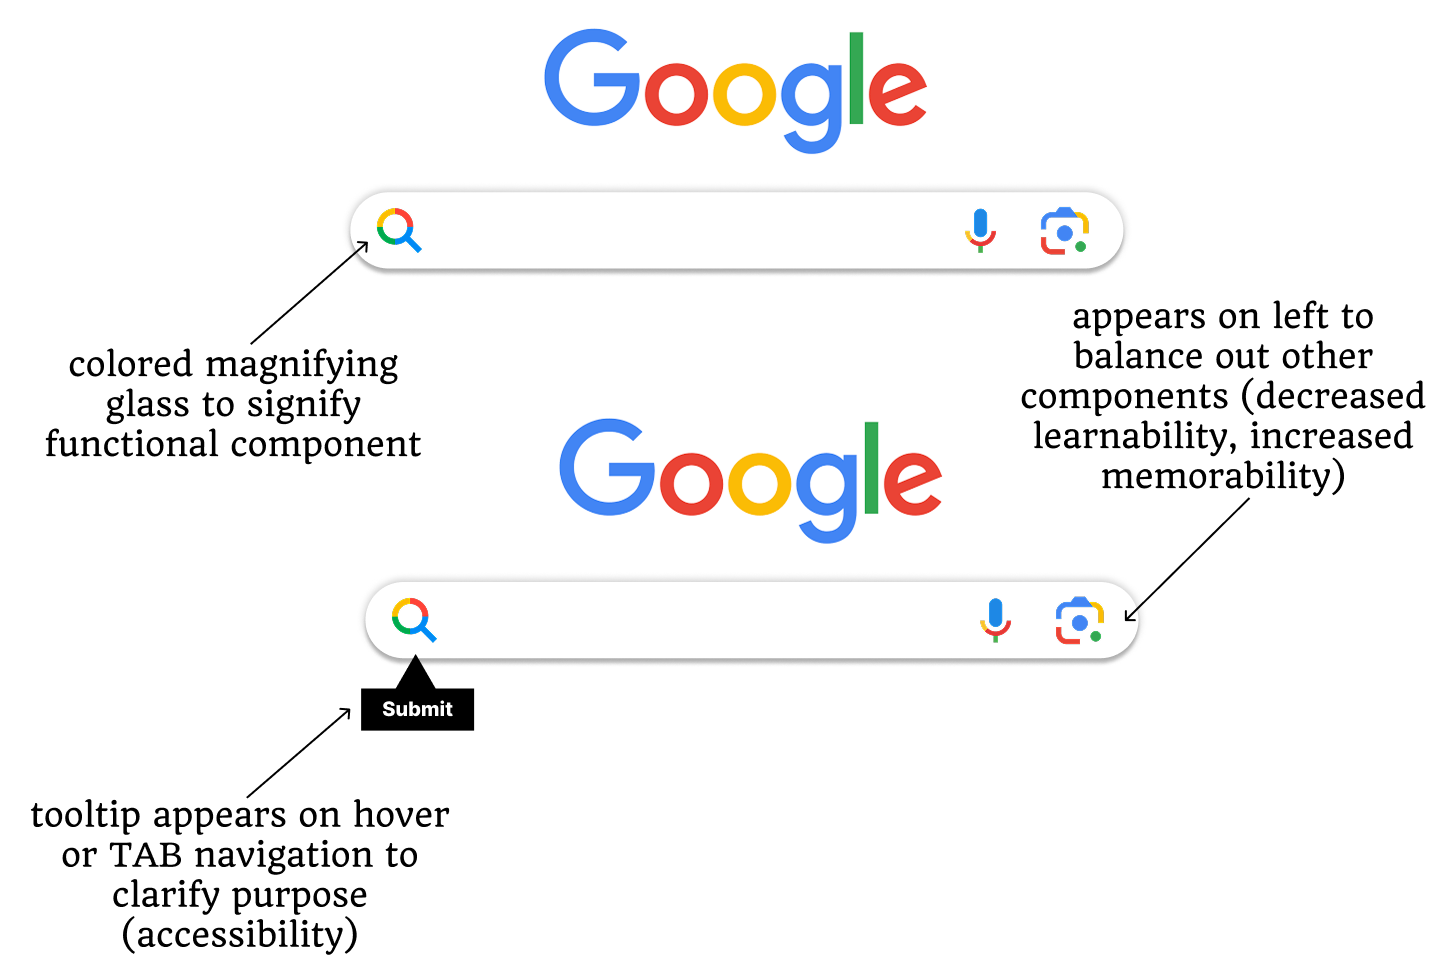 Google
colored magnifying
glass to signify
functional component
appears on left to
balance out other
components (decreased
learnability, increased
memorability)
Google
Submit
tooltip appears on hover
or TAB navigation to
clarify purpose
(accessibility)